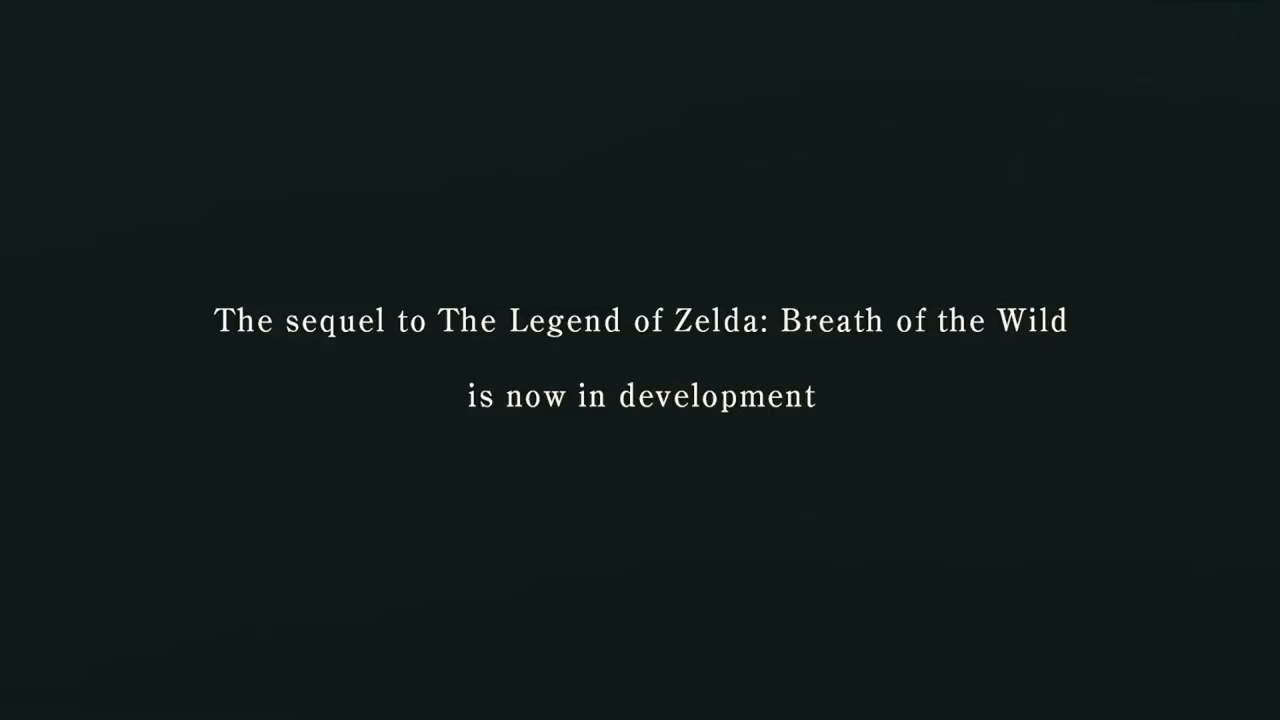 The sequel to The Legend of Zelda: Breath of the Wild
is now in development